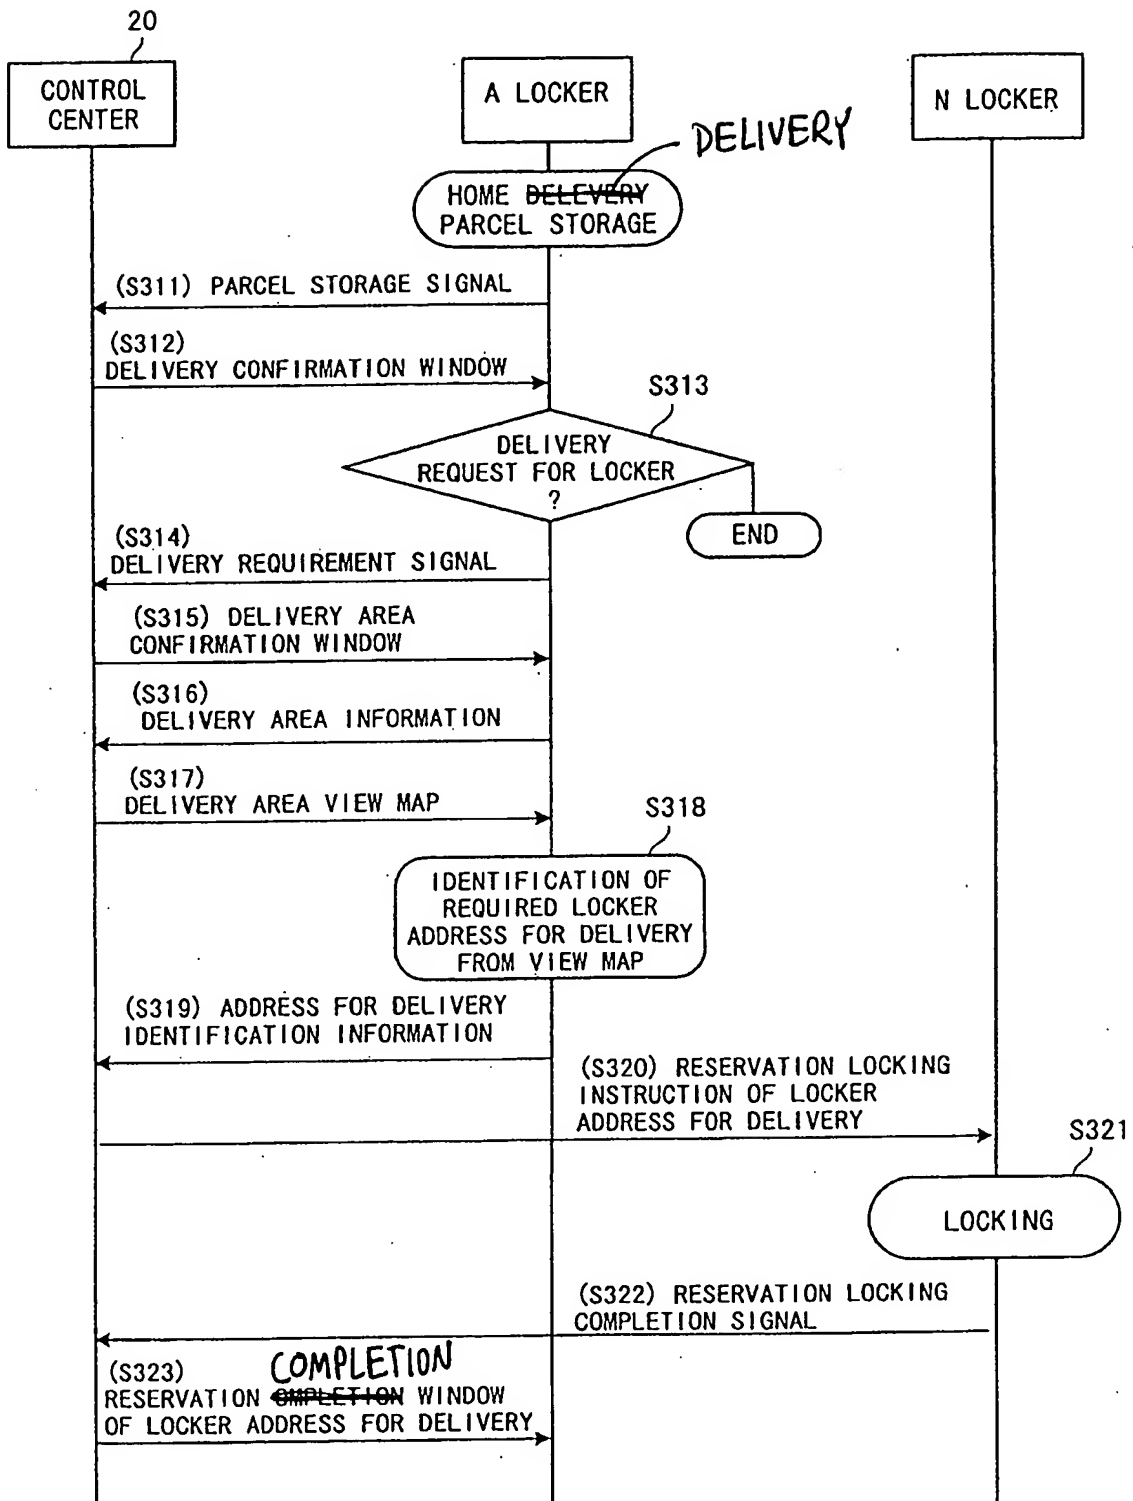 20
CONTROL
CENTER
A LOCKER
N LOCKER
DELIVERY
HOME DELEVERY
PARCEL STORAGE
(S311) PARCEL STORAGE SIGNAL
(S312)
DELIVERY CONFIRMATION WINDOW
S313
DELIVERY
REQUEST FOR LOCKER
?
END
(S314)
DELIVERY REQUIREMENT SIGNAL
(S315) DELIVERY AREA
CONFIRMATION WINDOW
(S316)
DELIVERY AREA INFORMATION
(S317)
DELIVERY AREA VIEW MAP
S318
IDENTIFICATION OF
REQUIRED LOCKER
ADDRESS FOR DELIVERY
FROM VIEW MAP
(S319) ADDRESS FOR DELIVERY
IDENTIFICATION INFORMATION
(S320) RESERVATION LOCKING
INSTRUCTION OF LOCKER
ADDRESS FOR DELIVERY
S321
LOCKING
(S322) RESERVATION LOCKING
COMPLETION SIGNAL
(S323)
COMPLETION
RESERVATION OMPLETION WINDOW
OF LOCKER ADDRESS FOR DELIVERY